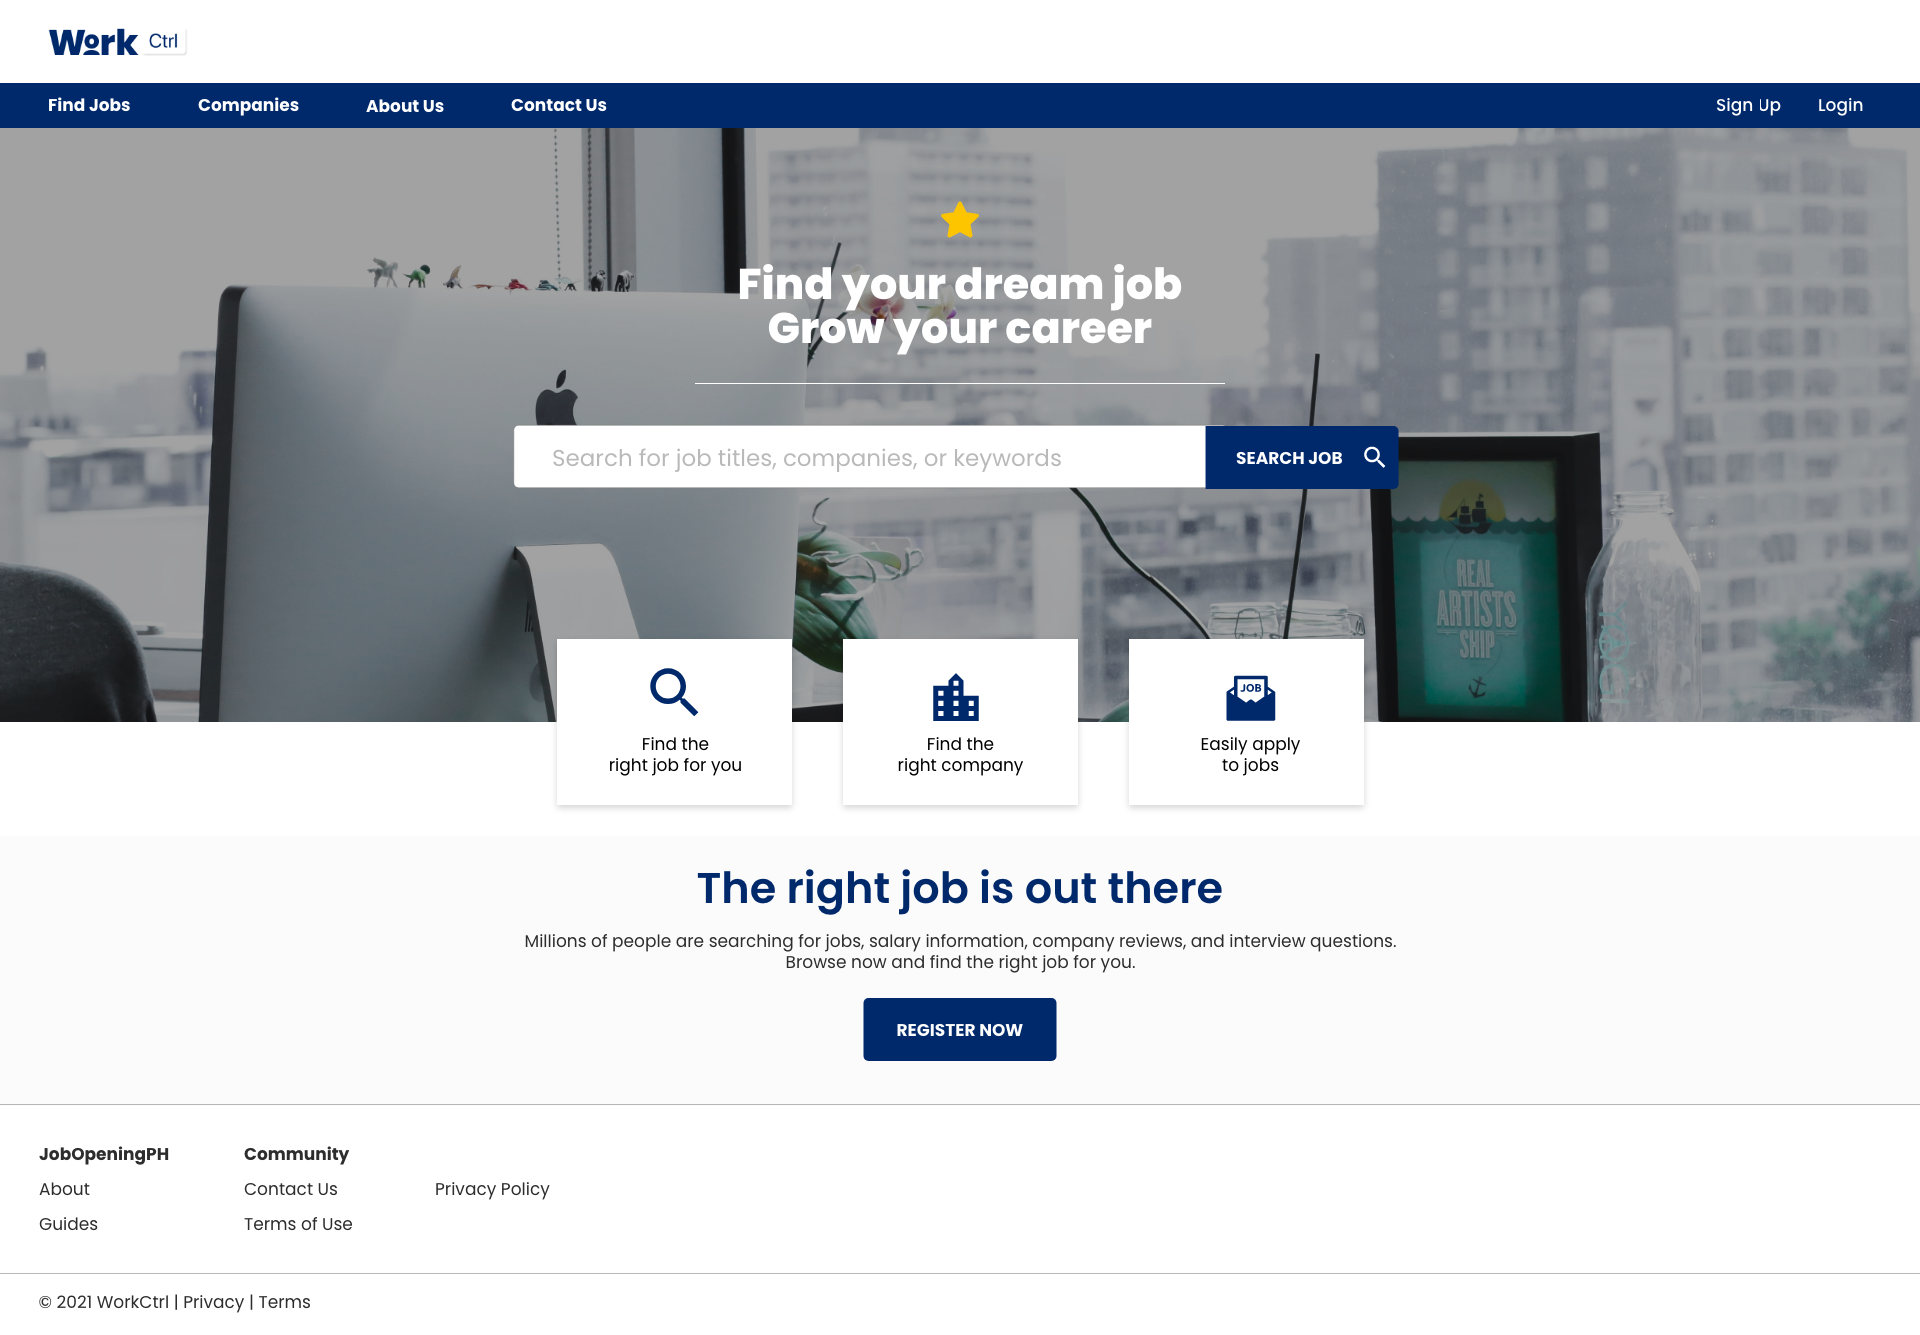 Work Ctrl
Find Jobs Companies About Us Contact Us Sign Up Login
Find your dream job
Grow your career
Search for job titles, companies, or keywords SEARCH JOB
REAL
ARTISTS
SHIP
JOB
Find the
right job for you
Find the
right company
Easily apply
to jobs
The right job is out there
Millions of people are searching for jobs, salary information, company reviews, and interview questions.
Browse now and find the right job for you.
REGISTER NOW
JobOpeningPH Community
About Contact Us Privacy Policy
Guides Terms of Use
© 2021 WorkCtrl | Privacy | Terms